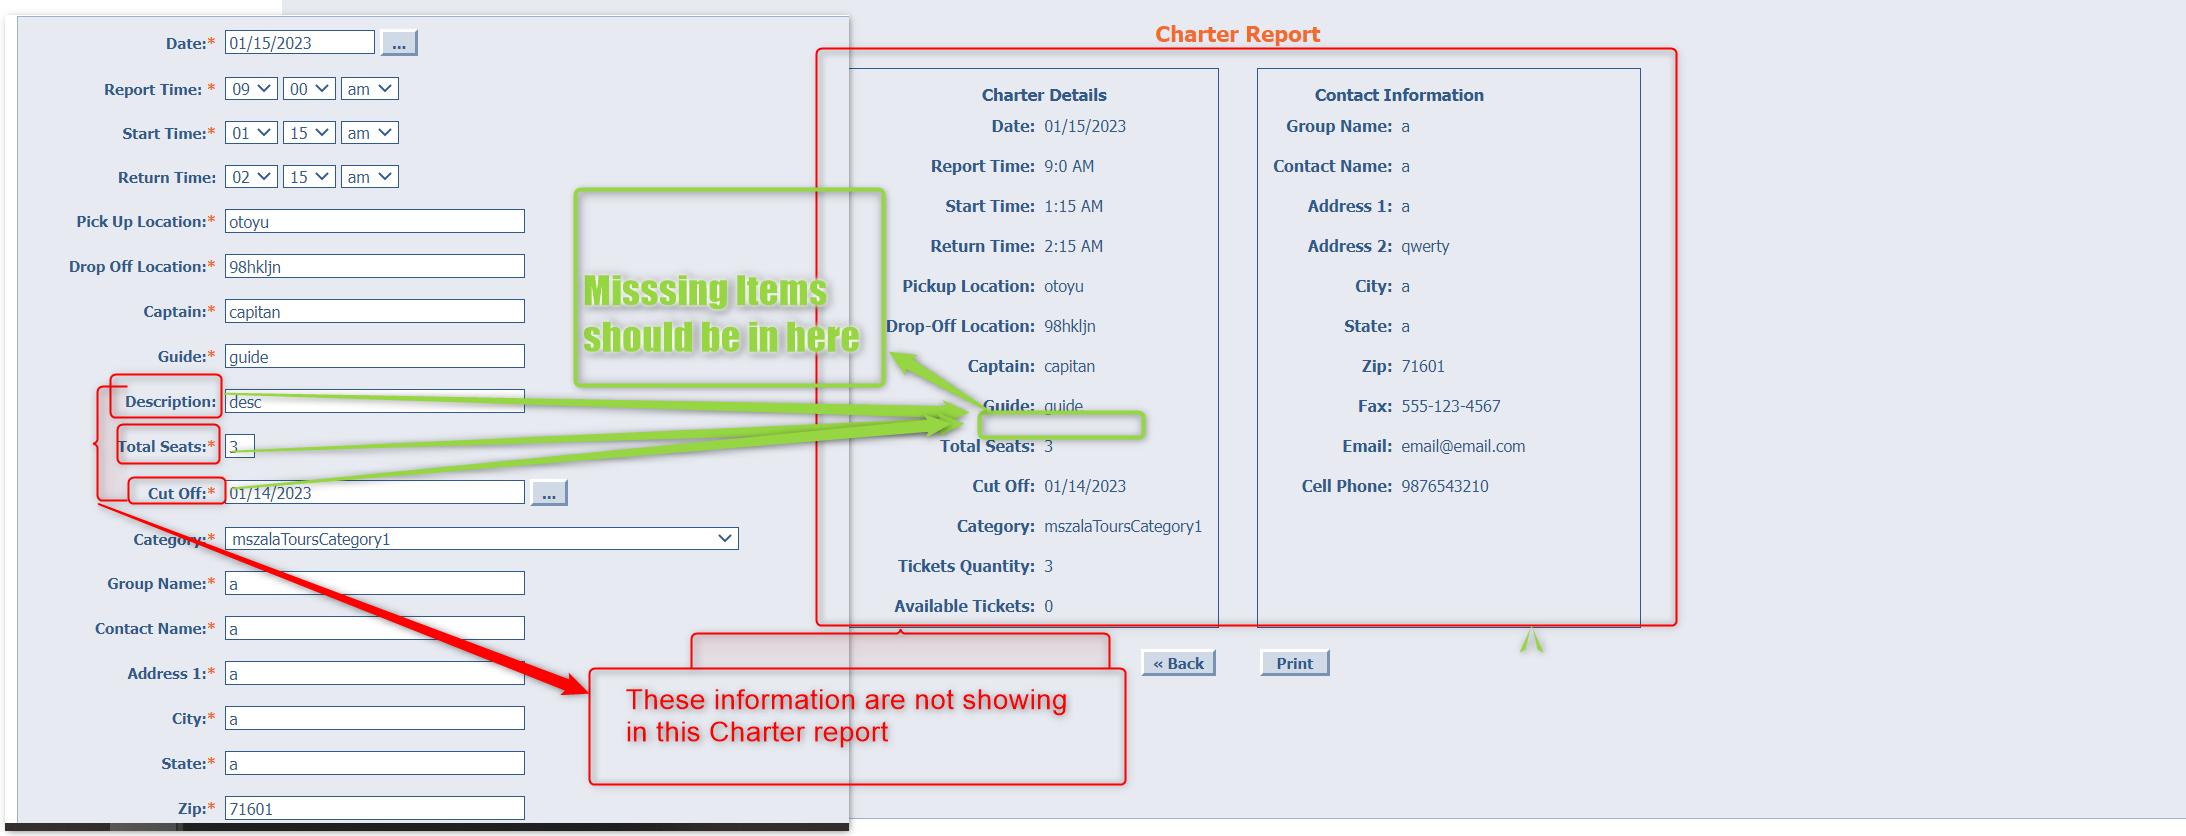 Date:* 01/15/2023 ...
Report Time: * 09 00 am
Start Time:* 01 15 am
Return Time: 02 15 am
Pick Up Location:* otoyu
Drop Off Location:* 98hkljn
Captain:* capitan
Guide:* guide
Description: desc
Total Seats:* 3
Cut Off:* 01/14/2023 ...
Category:* mszalaToursCategory1
Group Name:* a
Contact Name:* a
Address 1:* a
City:* a
State:* a
Zip:* 71601
Misssing Items
should be in here
Charter Report
Charter Details
Date: 01/15/2023
Report Time: 9:0 AM
Start Time: 1:15 AM
Return Time: 2:15 AM
Pickup Location: otoyu
Drop-Off Location: 98hkljn
Captain: capitan
Guide: guide
Total Seats: 3
Cut Off: 01/14/2023
Category: mszalaToursCategory1
Tickets Quantity: 3
Available Tickets: 0
Contact Information
Group Name: a
Contact Name: a
Address 1: a
Address 2: qwerty
City: a
State: a
Zip: 71601
Fax: 555-123-4567
Email: email@email.com
Cell Phone: 9876543210
« Back Print
These information are not showing
in this Charter report